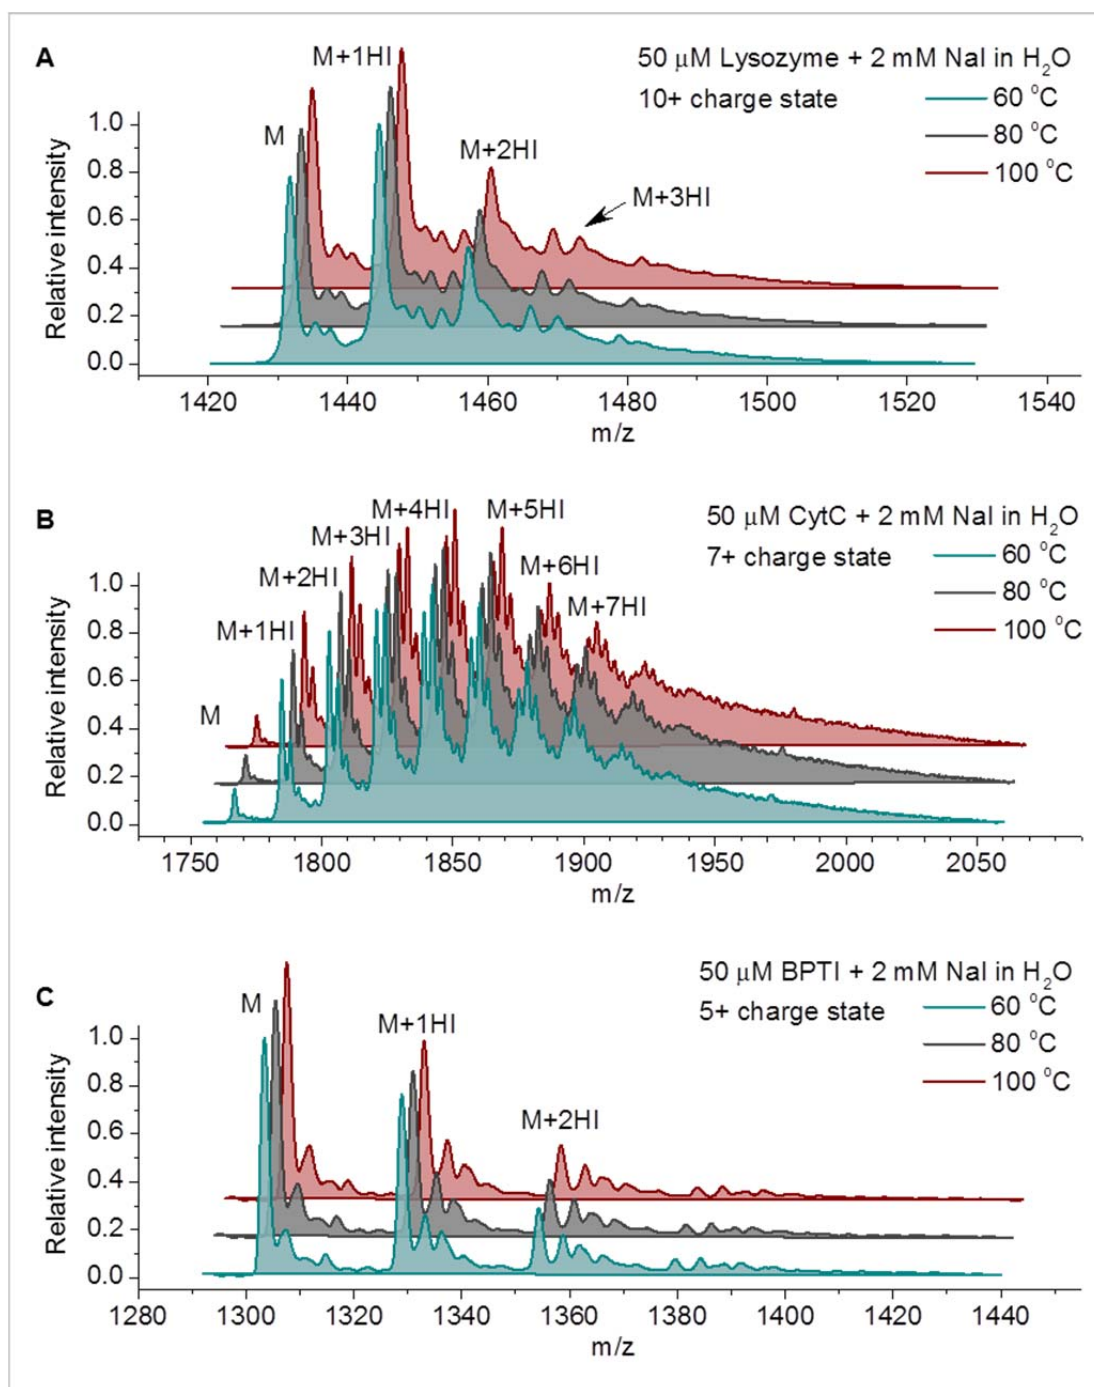 A
M+1HI
50 μM Lysozyme + 2 mM NaI in H2O
10+ charge state
60 °C
80 °C
100 °C
M
M+2HI
M+3HI
Relative intensity
1.0
0.8
0.6
0.4
0.2
0.0
1420 1440 1460 1480 1500 1520 1540
m/z
B
M+4HI
M+5HI
50 μM CytC + 2 mM NaI in H2O
7+ charge state
60 °C
80 °C
100 °C
M+3HI
M+6HI
M+2HI
M+7HI
M+1HI
M
Relative intensity
1.0
0.8
0.6
0.4
0.2
0.0
1750 1800 1850 1900 1950 2000 2050
m/z
C
50 μM BPTI + 2 mM NaI in H2O
5+ charge state
60 °C
80 °C
100 °C
M
M+1HI
M+2HI
Relative intensity
1.0
0.8
0.6
0.4
0.2
0.0
1280 1300 1320 1340 1360 1380 1400 1420 1440
m/z